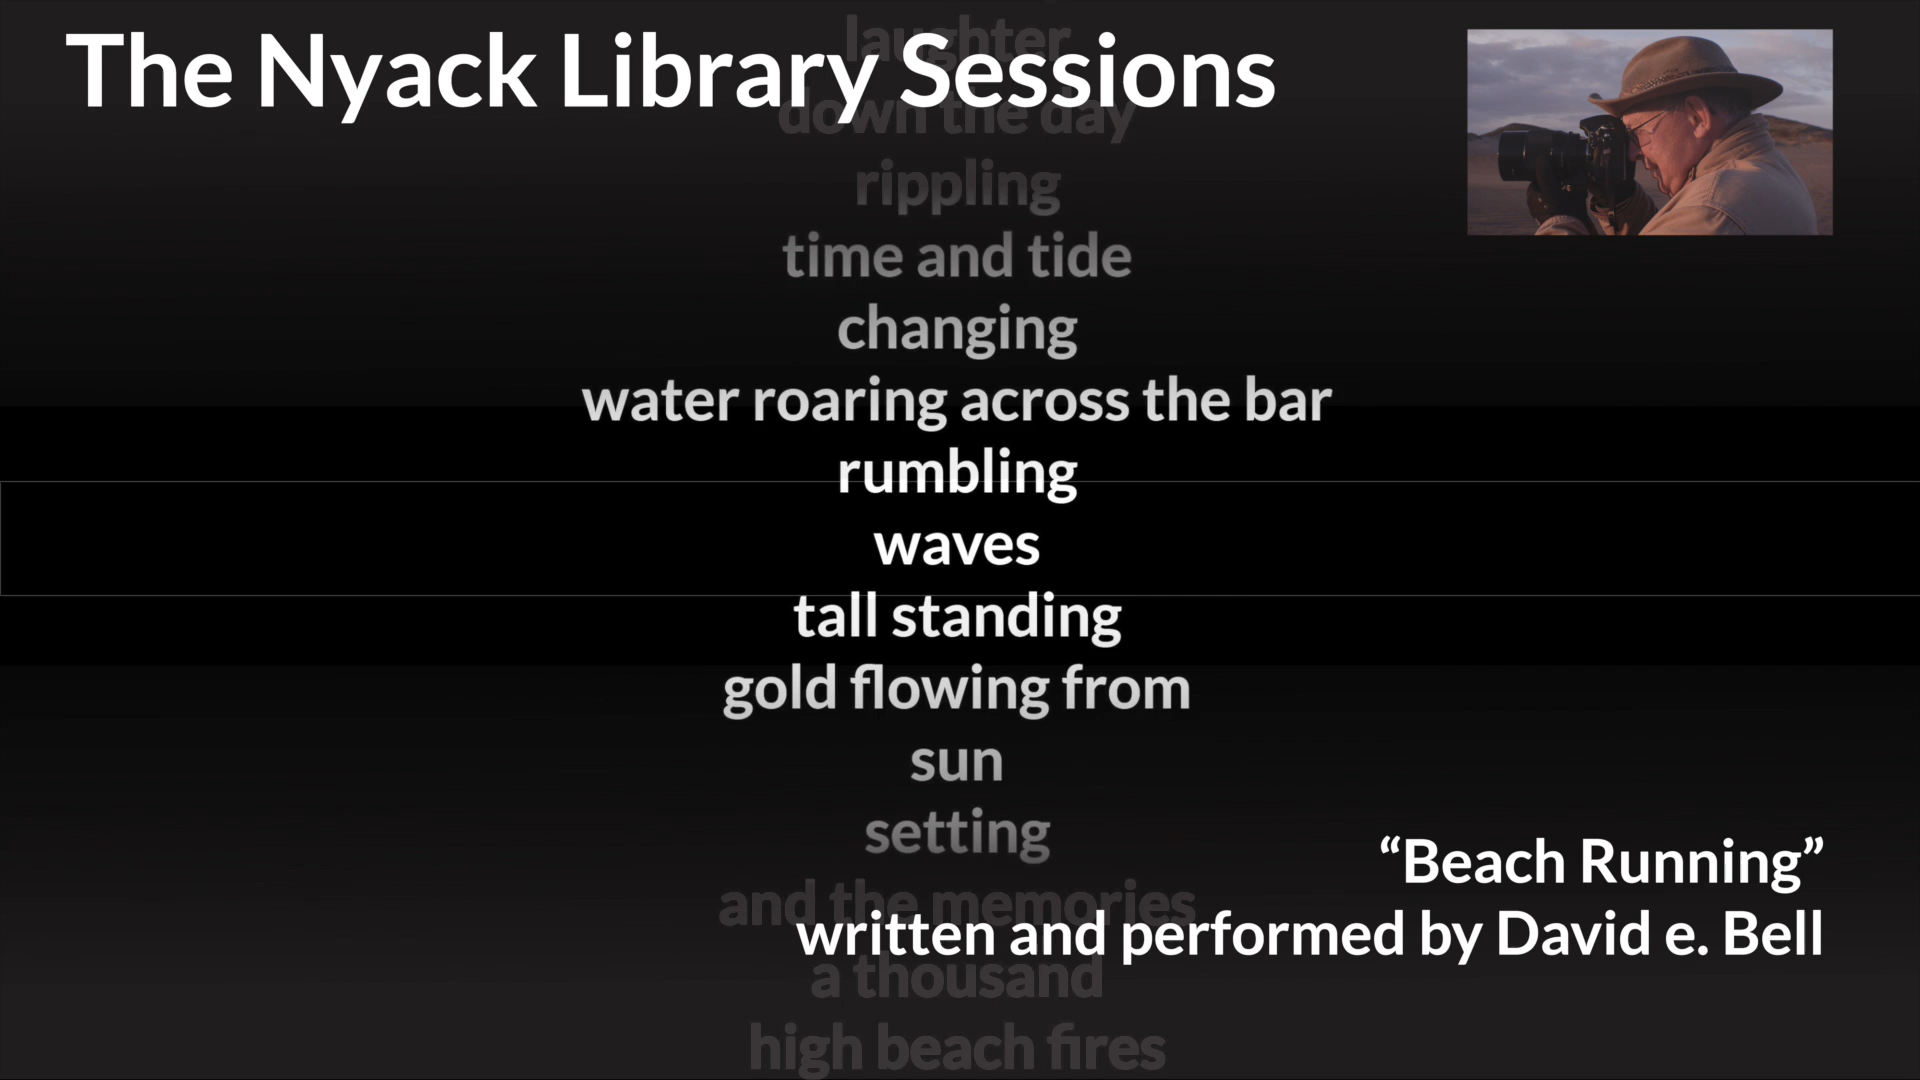 The Nyack Library Sessions
laughter
down the day
rippling
time and tide
changing
water roaring across the bar
rumbling
waves
tall standing
gold flowing from
sun
setting
and the memories
a thousand
high beach fires
“Beach Running”
written and performed by David e. Bell